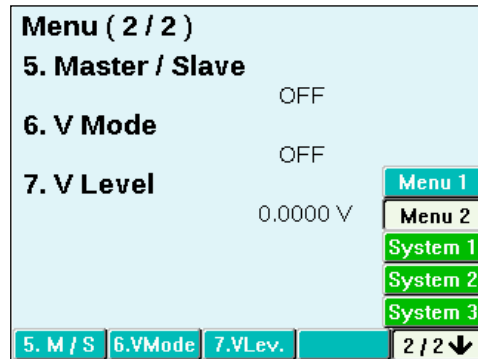 Menu ( 2 / 2 )
5. Master / Slave
OFF
6. V Mode
OFF
7. V Level
0.0000 V
Menu 1
Menu 2
System 1
System 2
System 3
5. M / S 6.VMode 7.VLev. 2 / 2 ↓